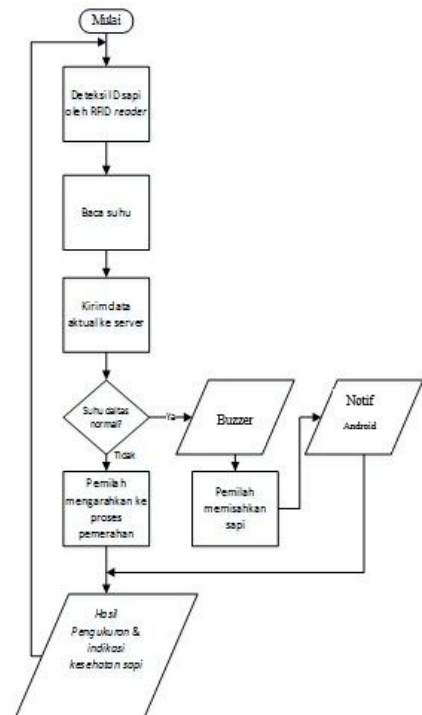 Mulai
Deteksi ID sapi
oleh RFID reader
Baca suhu
Kirim data
aktual ke server
Suhu diatas
normal?
Ya
Tidak
Buzzer
Notif
Android
Pemilah
mengarahkan ke
proses
pemerahan
Pemilah
memisahkan
sapi
Hasil
Pengukuran &
indikasi
kesehatan sapi